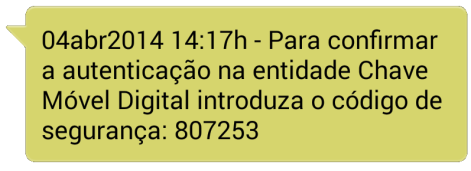 04abr2014 14:17h - Para confirmar
a autenticação na entidade Chave
Móvel Digital introduza o código de
segurança: 807253